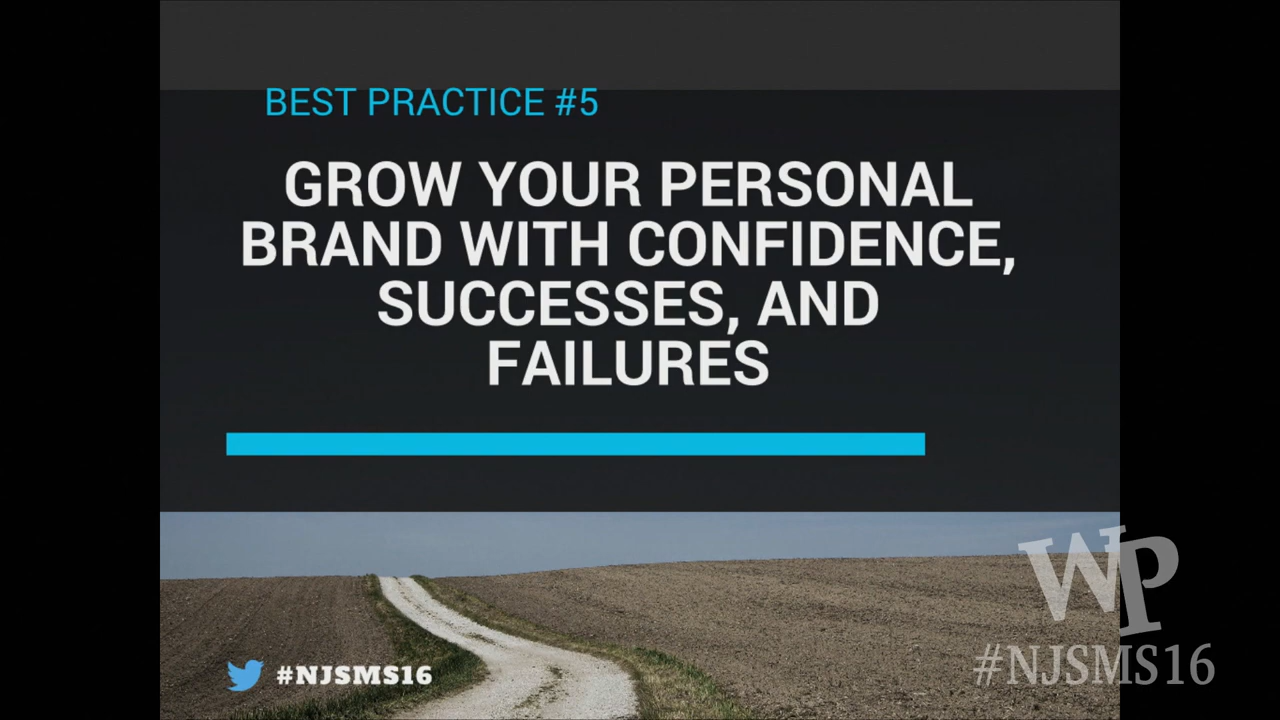 BEST PRACTICE #5
GROW YOUR PERSONAL
BRAND WITH CONFIDENCE,
SUCCESSES, AND
FAILURES
#NJSMS16
WP
#NJSMS16